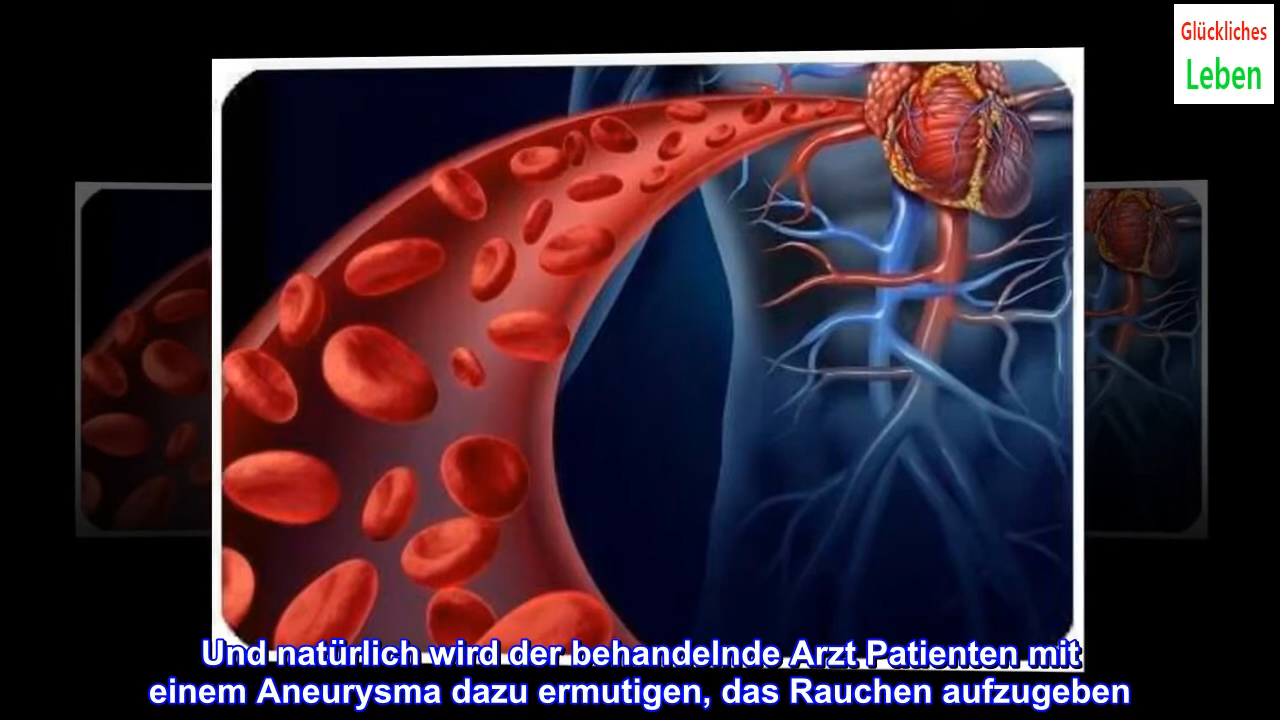 Glückliches
Leben
Und natürlich wird der behandelnde Arzt Patienten mit
einem Aneurysma dazu ermutigen, das Rauchen aufzugeben